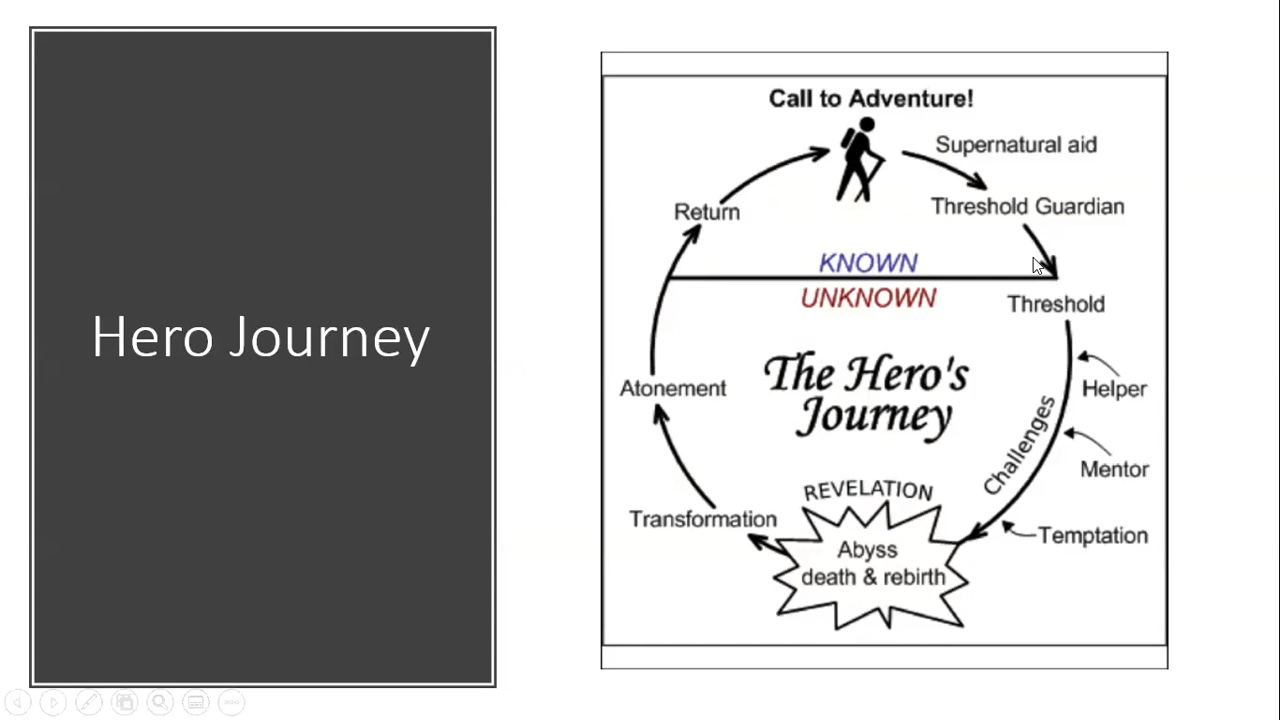 Hero Journey
Call to Adventure!
Supernatural aid
Threshold Guardian
Return
KNOWN
UNKNOWN
Threshold
The Hero's
Journey
Helper
Challenges
Mentor
Temptation
REVELATION
Abyss
death & rebirth
Transformation
Atonement